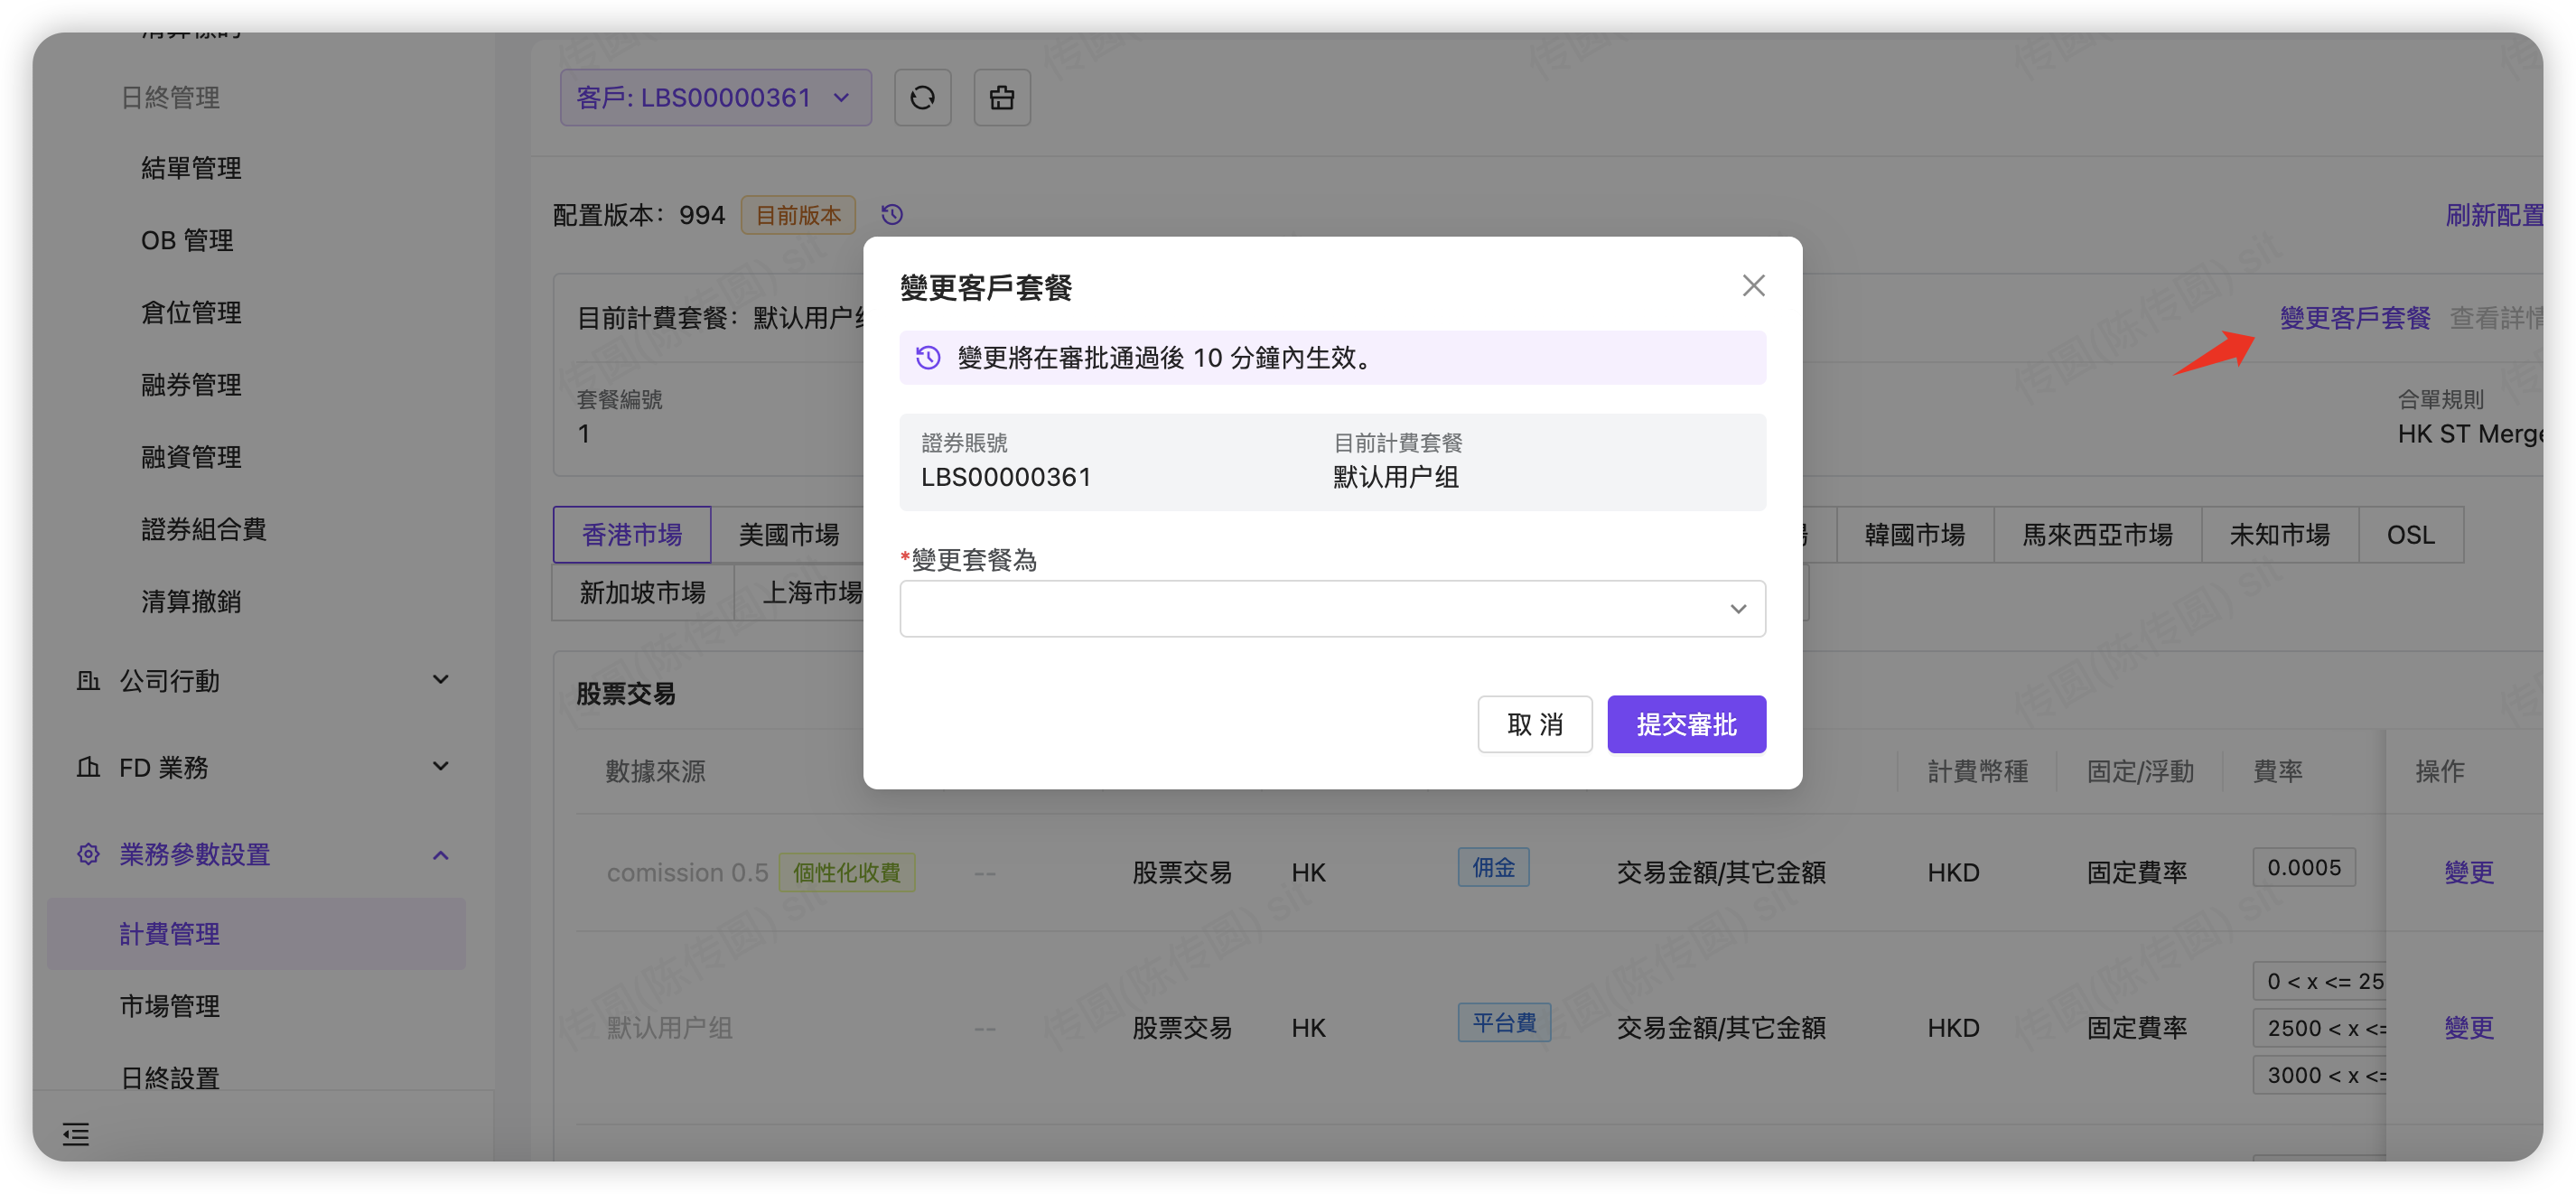 日終管理
結單管理
OB 管理
倉位管理
融券管理
融資管理
證券組合費
清算撤銷
公司行動
FD 業務
業務參數設置
計費管理
市場管理
日終設置
客戶: LBS00000361
配置版本：994 目前版本
刷新配置
目前計費套餐：默认用户组
變更客戶套餐 查看詳情
套餐編號
1
合單規則
HK ST Merge
香港市場 美國市場 韓國市場 馬來西亞市場 未知市場 OSL
新加坡市場 上海市場
股票交易
數據來源 計費幣種 固定/浮動 費率 操作
comission 0.5 個性化收費 -- 股票交易 HK 佣金 交易金額/其它金額 HKD 固定費率 0.0005 變更
默认用户组 -- 股票交易 HK 平台費 交易金額/其它金額 HKD 固定費率 變更
0 < x <= 25
2500 < x <=
3000 < x <=
變更客戶套餐
變更將在審批通過後 10 分鐘內生效。
證券賬號 目前計費套餐
LBS00000361 默认用户组
*變更套餐為
取 消 提交審批
传圆(陈传圆) sit